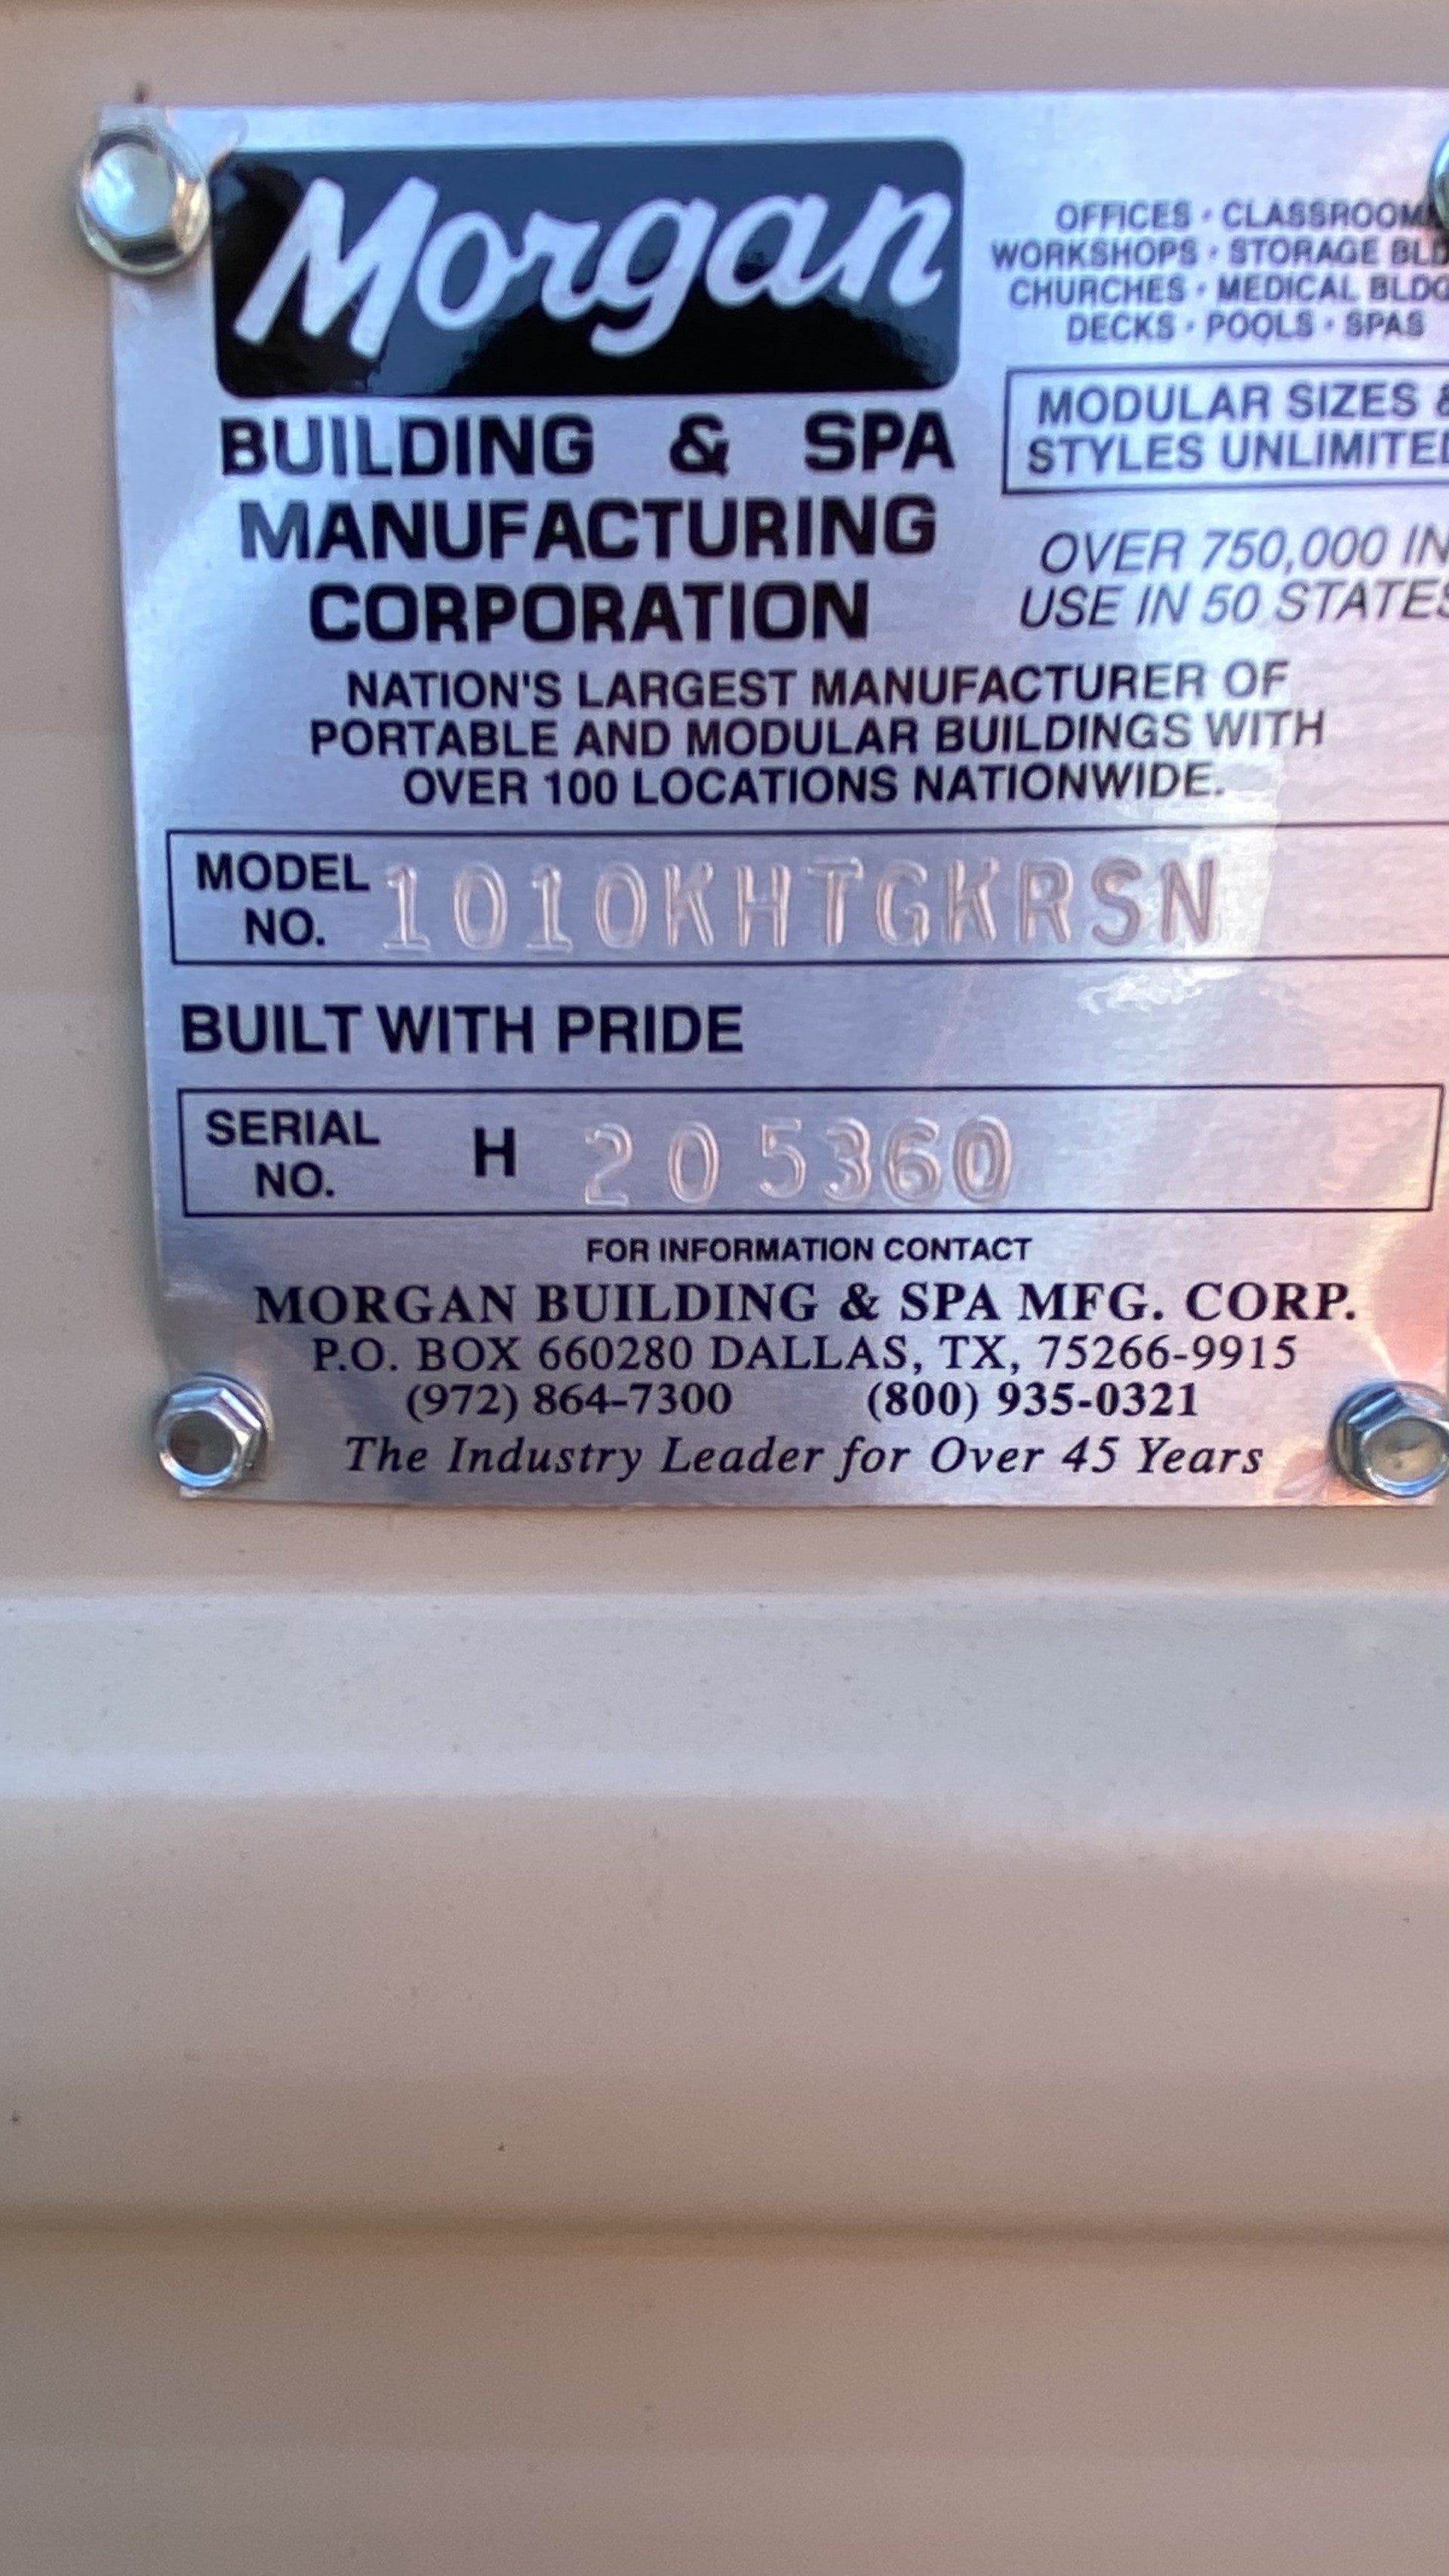 Morgan
BUILDING & SPA
MANUFACTURING
CORPORATION
OFFICES • CLASSROOM
WORKSHOPS • STORAGE BLD
CHURCHES • MEDICAL BLDG
DECKS • POOLS • SPAS
MODULAR SIZES &
STYLES UNLIMITED
OVER 750,000 IN
USE IN 50 STATES
NATION'S LARGEST MANUFACTURER OF
PORTABLE AND MODULAR BUILDINGS WITH
OVER 100 LOCATIONS NATIONWIDE.
MODEL NO. 1010KHTGKRSN
BUILT WITH PRIDE
SERIAL NO. H 205360
FOR INFORMATION CONTACT
MORGAN BUILDING & SPA MFG. CORP.
P.O. BOX 660280 DALLAS, TX, 75266-9915
(972) 864-7300 (800) 935-0321
The Industry Leader for Over 45 Years